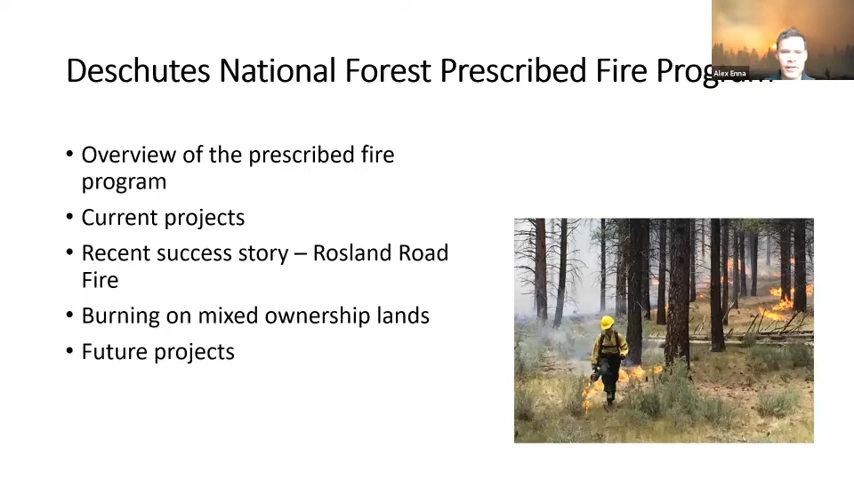 Deschutes National Forest Prescribed Fire Program
Alex Enna
• Overview of the prescribed fire
program
• Current projects
• Recent success story – Rosland Road
Fire
• Burning on mixed ownership lands
• Future projects